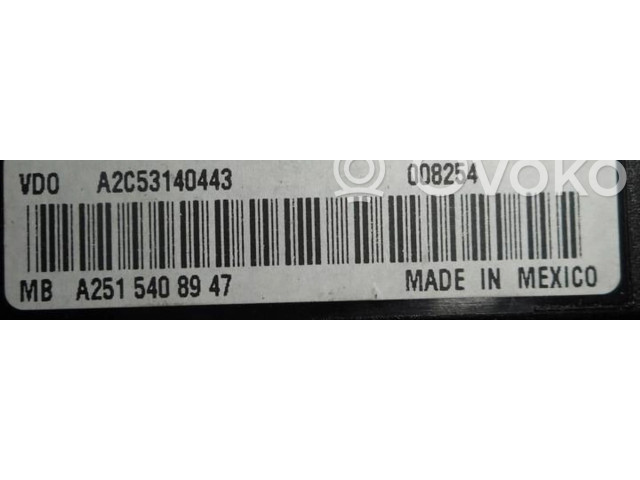 VDO A2C53140443 008254
OVOKO
MB A251 540 89 47 MADE IN MEXICO